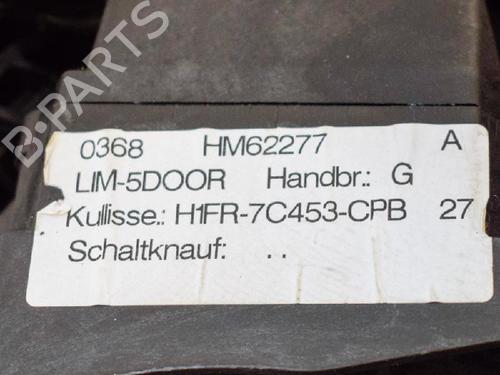 B-PARTS
0368 HM62277 A
LIM-5DOOR Handbr.: G
Kullisse.: H1FR-7C453-CPB 27
Schaltknauf: . .